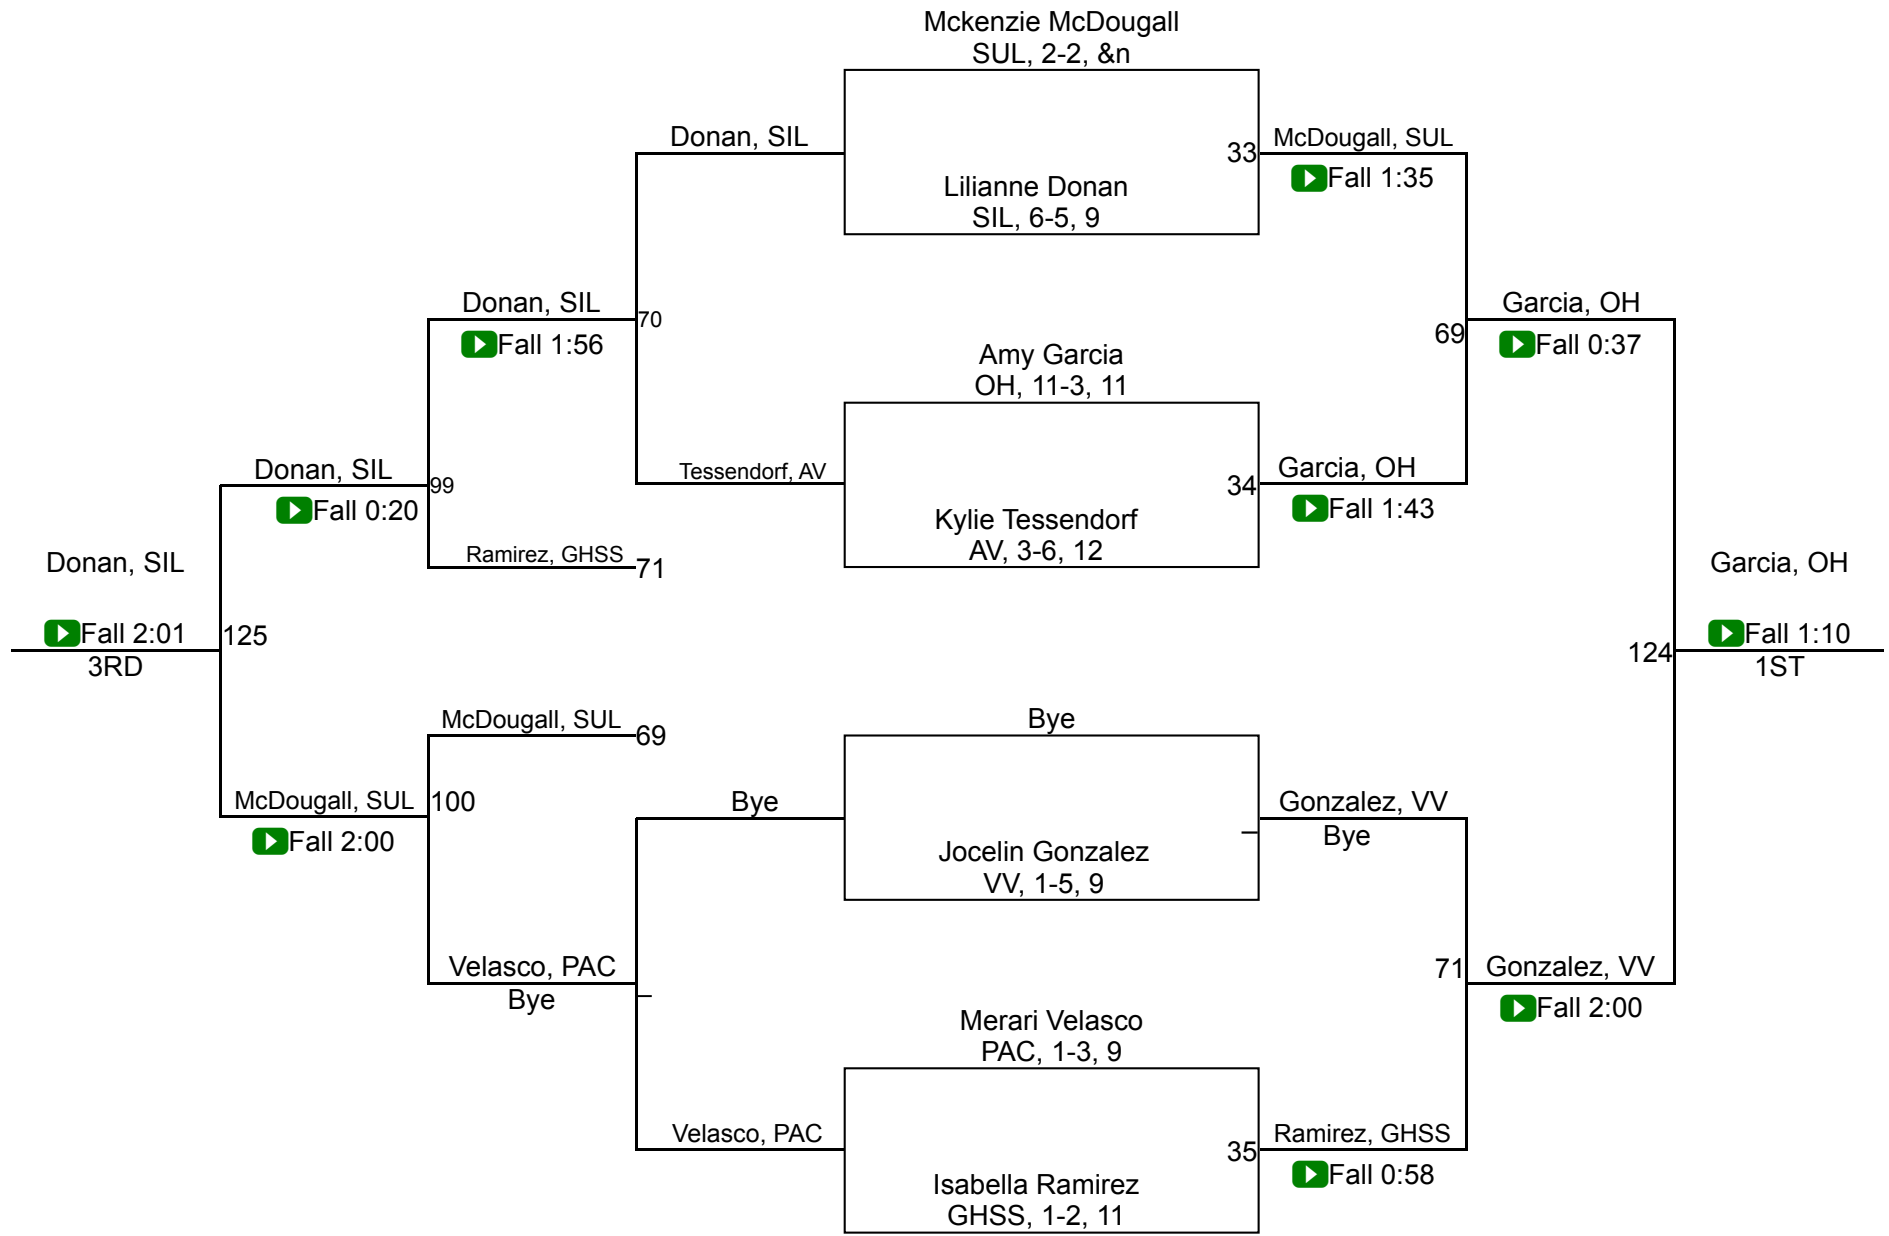 Mckenzie McDougall
SUL, 2-2, &n
Donan, SIL
33
McDougall, SUL
Fall 1:35
Lilianne Donan
SIL, 6-5, 9
Donan, SIL
70
Fall 1:56
Garcia, OH
69
Fall 0:37
Amy Garcia
OH, 11-3, 11
Donan, SIL
99
Fall 0:20
Tessendorf, AV
34
Garcia, OH
Fall 1:43
Kylie Tessendorf
AV, 3-6, 12
Ramirez, GHSS
71
Donan, SIL
Fall 2:01
3RD
125
Garcia, OH
124
Fall 1:10
1ST
McDougall, SUL
69
Bye
McDougall, SUL
100
Fall 2:00
Bye
Gonzalez, VV
Bye
Jocelin Gonzalez
VV, 1-5, 9
Velasco, PAC
Bye
71
Gonzalez, VV
Fall 2:00
Merari Velasco
PAC, 1-3, 9
Velasco, PAC
35
Ramirez, GHSS
Fall 0:58
Isabella Ramirez
GHSS, 1-2, 11